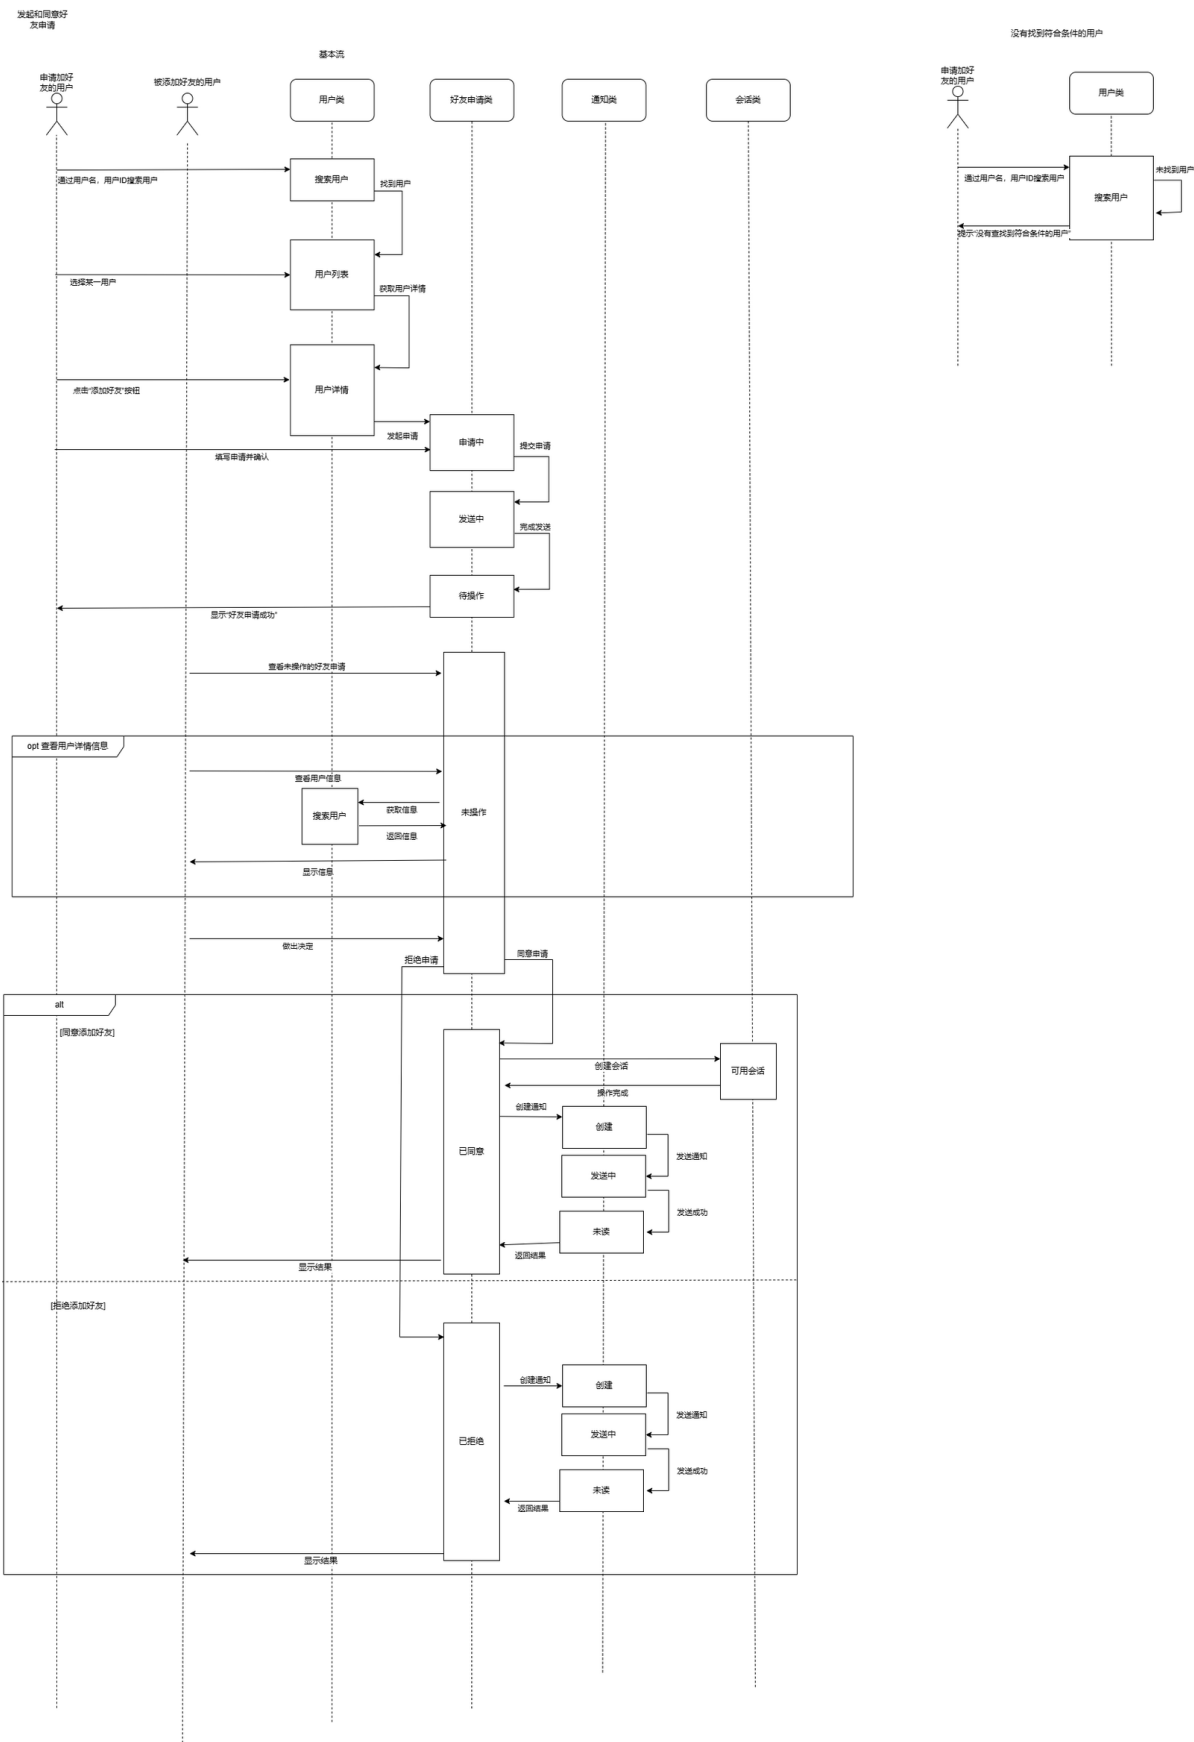 发起和同意好
友申请
没有找到符合条件的用户
基本流
申请加好
友的用户
被添加好友的用户
用户类
好友申请类
通知类
会话类
申请加好
友的用户
用户类
搜索用户
找到用户
通过用户名，用户ID搜索用户
通过用户名，用户ID搜索用户
搜索用户
未找到用户
提示“没有查找到符合条件的用户”
用户列表
选择某一用户
获取用户详情
用户详情
点击“添加好友”按钮
发起申请
申请中
提交申请
填写申请并确认
发送中
完成发送
待操作
显示“好友申请成功”
查看未操作的好友申请
opt 查看用户详情信息
查看用户信息
搜索用户
获取信息
未操作
返回信息
显示信息
做出决定
拒绝申请
同意申请
alt
[同意添加好友]
创建会话
可用会话
操作完成
创建通知
创建
已同意
发送通知
发送中
发送成功
未读
返回结果
显示结果
[拒绝添加好友]
创建通知
创建
发送通知
已拒绝
发送中
发送成功
未读
返回结果
显示结果